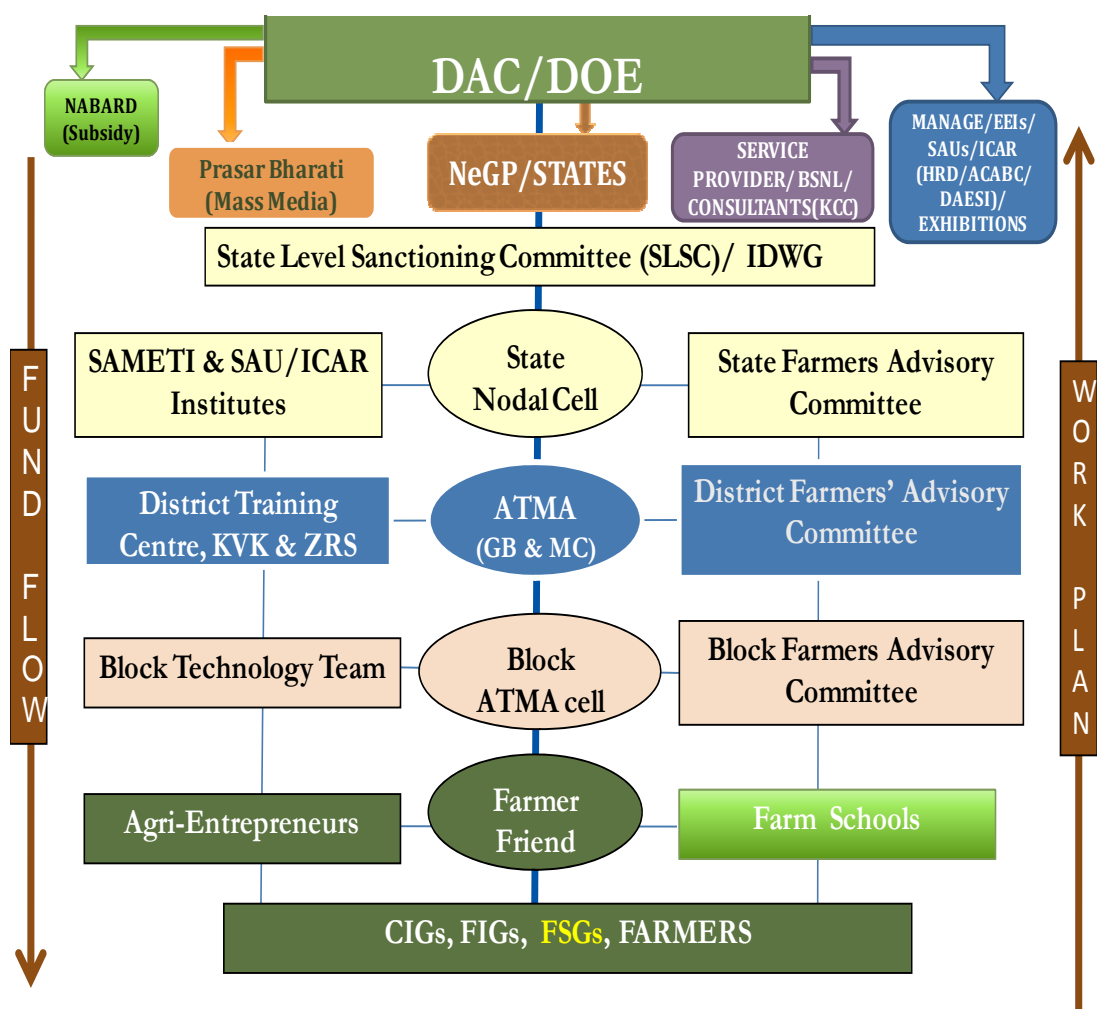 DAC/DOE
NABARD
(Subsidy)
Prasar Bharati
(Mass Media)
NeGP/STATES
SERVICE
PROVIDER/ BSNL/
CONSULTANTS(KCC)
MANAGE/EEIs/
SAUs/ICAR
(HRD/ACABC/
DAESI)/
EXHIBITIONS
State Level Sanctioning Committee (SLSC)/ IDWG
SAMETI & SAU/ICAR
Institutes
State
Nodal Cell
State Farmers Advisory
Committee
District Training
Centre, KVK & ZRS
ATMA
(GB & MC)
District Farmers’ Advisory
Committee
Block Technology Team
Block
ATMA cell
Block Farmers Advisory
Committee
Agri-Entrepreneurs
Farmer
Friend
Farm Schools
CIGs, FIGs, FSGs, FARMERS
FUND FLOW
WORK PLAN